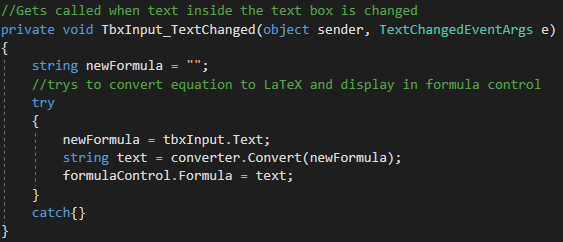 //Gets called when text inside the text box is changed
private void TbxInput_TextChanged(object sender, TextChangedEventArgs e)
{
string newFormula = "";
//trys to convert equation to LaTeX and display in formula control
try
{
newFormula = tbxInput.Text;
string text = converter.Convert(newFormula);
formulaControl.Formula = text;
}
catch{}
}